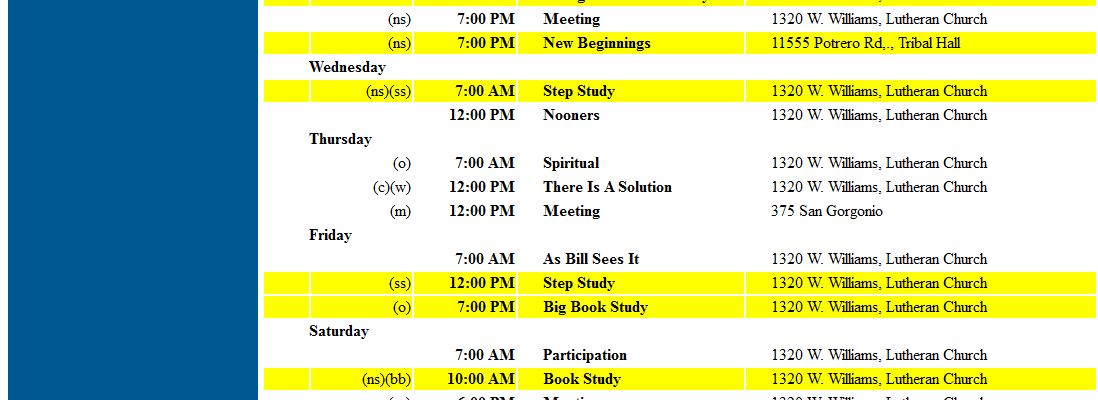 (ns) 7:00 PM Meeting 1320 W. Williams, Lutheran Church
(ns) 7:00 PM New Beginnings 11555 Potrero Rd,., Tribal Hall
Wednesday
(ns)(ss) 7:00 AM Step Study 1320 W. Williams, Lutheran Church
12:00 PM Nooners 1320 W. Williams, Lutheran Church
Thursday
(o) 7:00 AM Spiritual 1320 W. Williams, Lutheran Church
(c)(w) 12:00 PM There Is A Solution 1320 W. Williams, Lutheran Church
(m) 12:00 PM Meeting 375 San Gorgonio
Friday
7:00 AM As Bill Sees It 1320 W. Williams, Lutheran Church
(ss) 12:00 PM Step Study 1320 W. Williams, Lutheran Church
(o) 7:00 PM Big Book Study 1320 W. Williams, Lutheran Church
Saturday
7:00 AM Participation 1320 W. Williams, Lutheran Church
(ns)(bb) 10:00 AM Book Study 1320 W. Williams, Lutheran Church